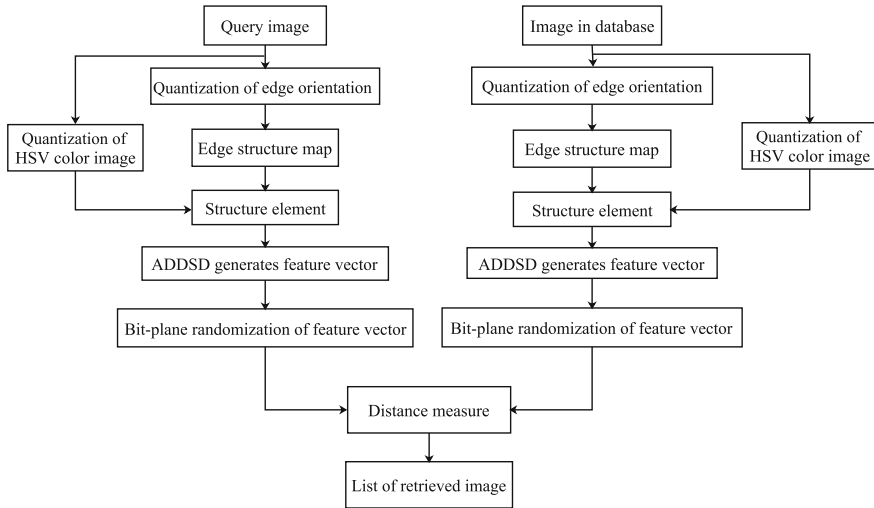 Query image
Image in database
Quantization of edge orientation
Quantization of edge orientation
Quantization of
HSV color image
Edge structure map
Edge structure map
Quantization of
HSV color image
Structure element
Structure element
ADDSD generates feature vector
ADDSD generates feature vector
Bit-plane randomization of feature vector
Bit-plane randomization of feature vector
Distance measure
List of retrieved image